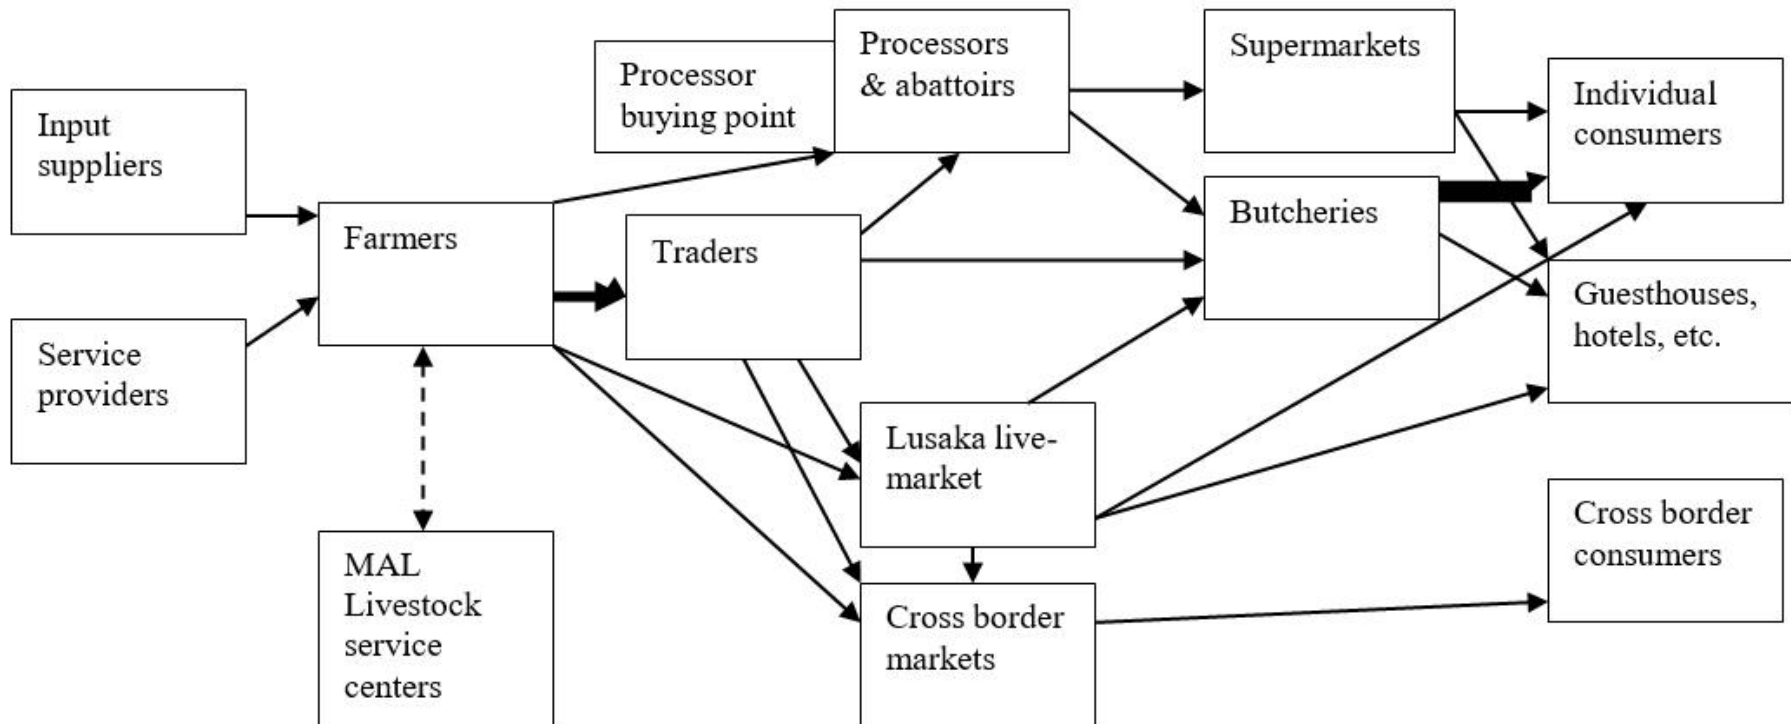 Input
suppliers
Service
providers
Farmers
MAL
Livestock
service
centers
Processor
buying point
Processors
& abattoirs
Traders
Lusaka live-
market
Cross border
markets
Supermarkets
Butcheries
Individual
consumers
Guesthouses,
hotels, etc.
Cross border
consumers